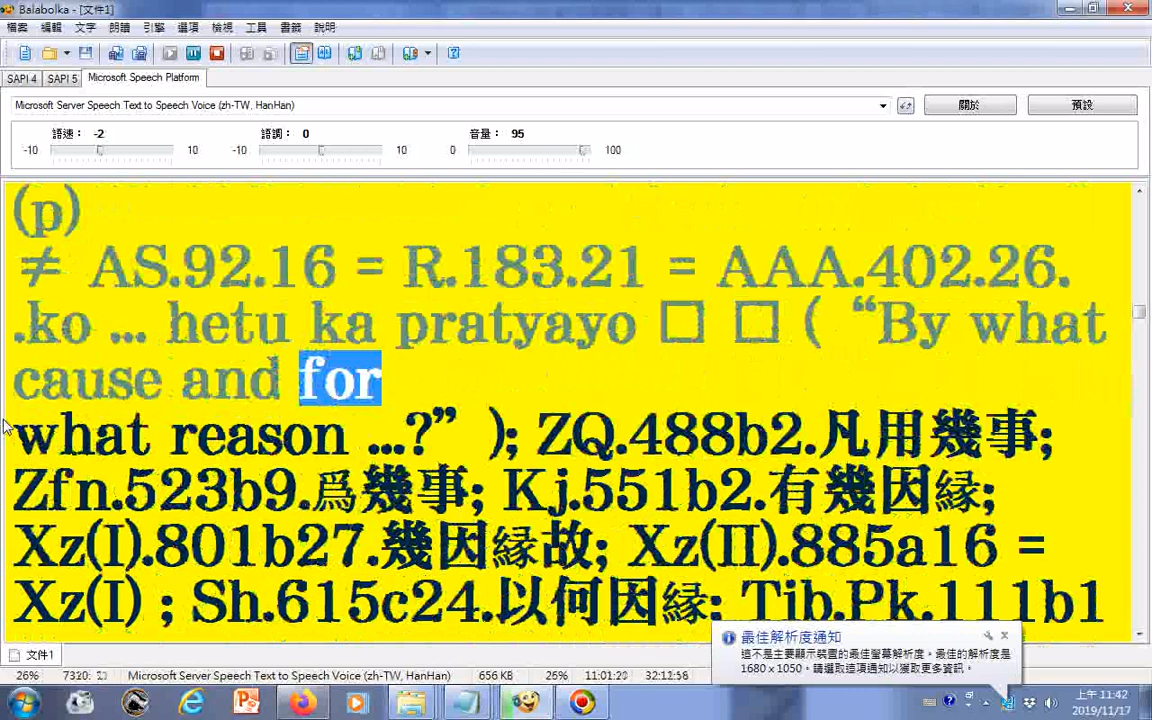 Balabolka - [文件1]
檔案 編輯 文字 朗讀 引擎 選項 檢視 工具 書籤 說明
SAPI 4 SAPI 5 Microsoft Speech Platform
Microsoft Server Speech Text to Speech Voice (zh-TW, HanHan) 關於 預設
語速： -2 語調： 0 音量： 95
-10 10 -10 10 0 100
(p)
≠ AS.92.16 = R.183.21 = AAA.402.26.
.ko ... hetu ka pratyayo □ □ ( “By what
cause and for
what reason ...?” ); ZQ.488b2.凡用幾事;
Zfn.523b9.爲幾事; Kj.551b2.有幾因緣;
Xz(I).801b27.幾因緣故; Xz(II).885a16 =
Xz(I) ; Sh.615c24.以何因緣; Tib.Pk.111b1
最佳解析度通知
這不是主要顯示裝置的最佳螢幕解析度。最佳的解析度是
1680 x 1050。請選取這項通知以獲取更多資訊。
文件1
26% Microsoft Server Speech Text to Speech Voice (zh-TW, HanHan) 656 KB 26% 11:01:20 32:12:58
上午 11:42
2019/11/17